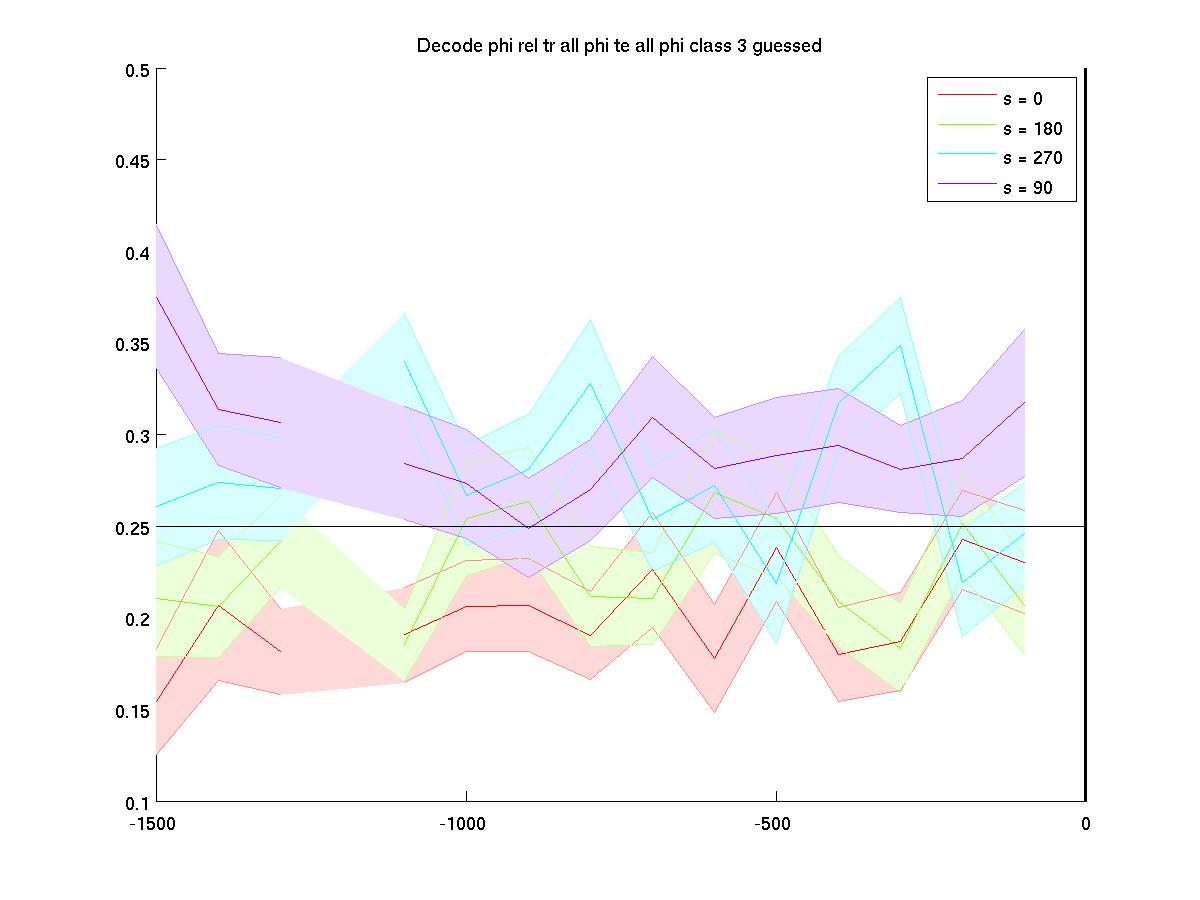 Decode phi rel tr all phi te all phi class 3 guessed
0.5
0.45
0.4
0.35
0.3
0.25
0.2
0.15
0.1
-1500
-1000
-500
0
s = 0
s = 180
s = 270
s = 90